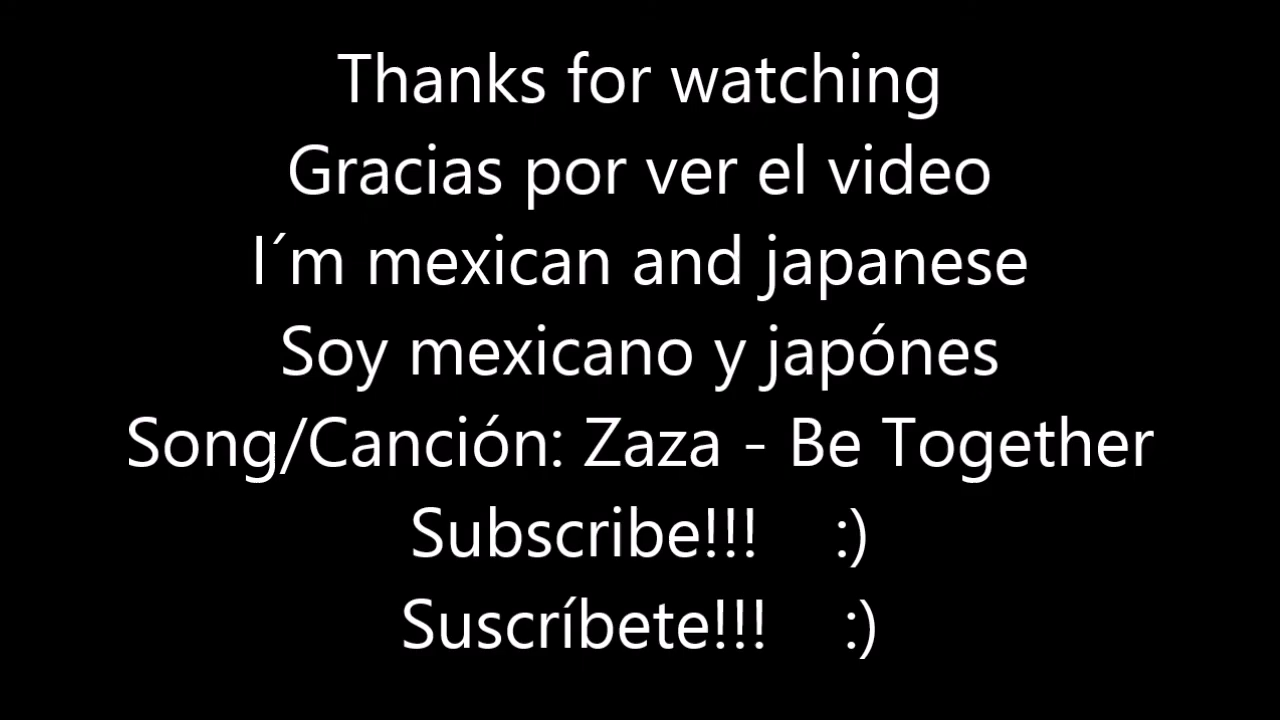 Thanks for watching
Gracias por ver el video
I´m mexican and japanese
Soy mexicano y japónes
Song/Canción: Zaza - Be Together
Subscribe!!! :)
Suscríbete!!! :)